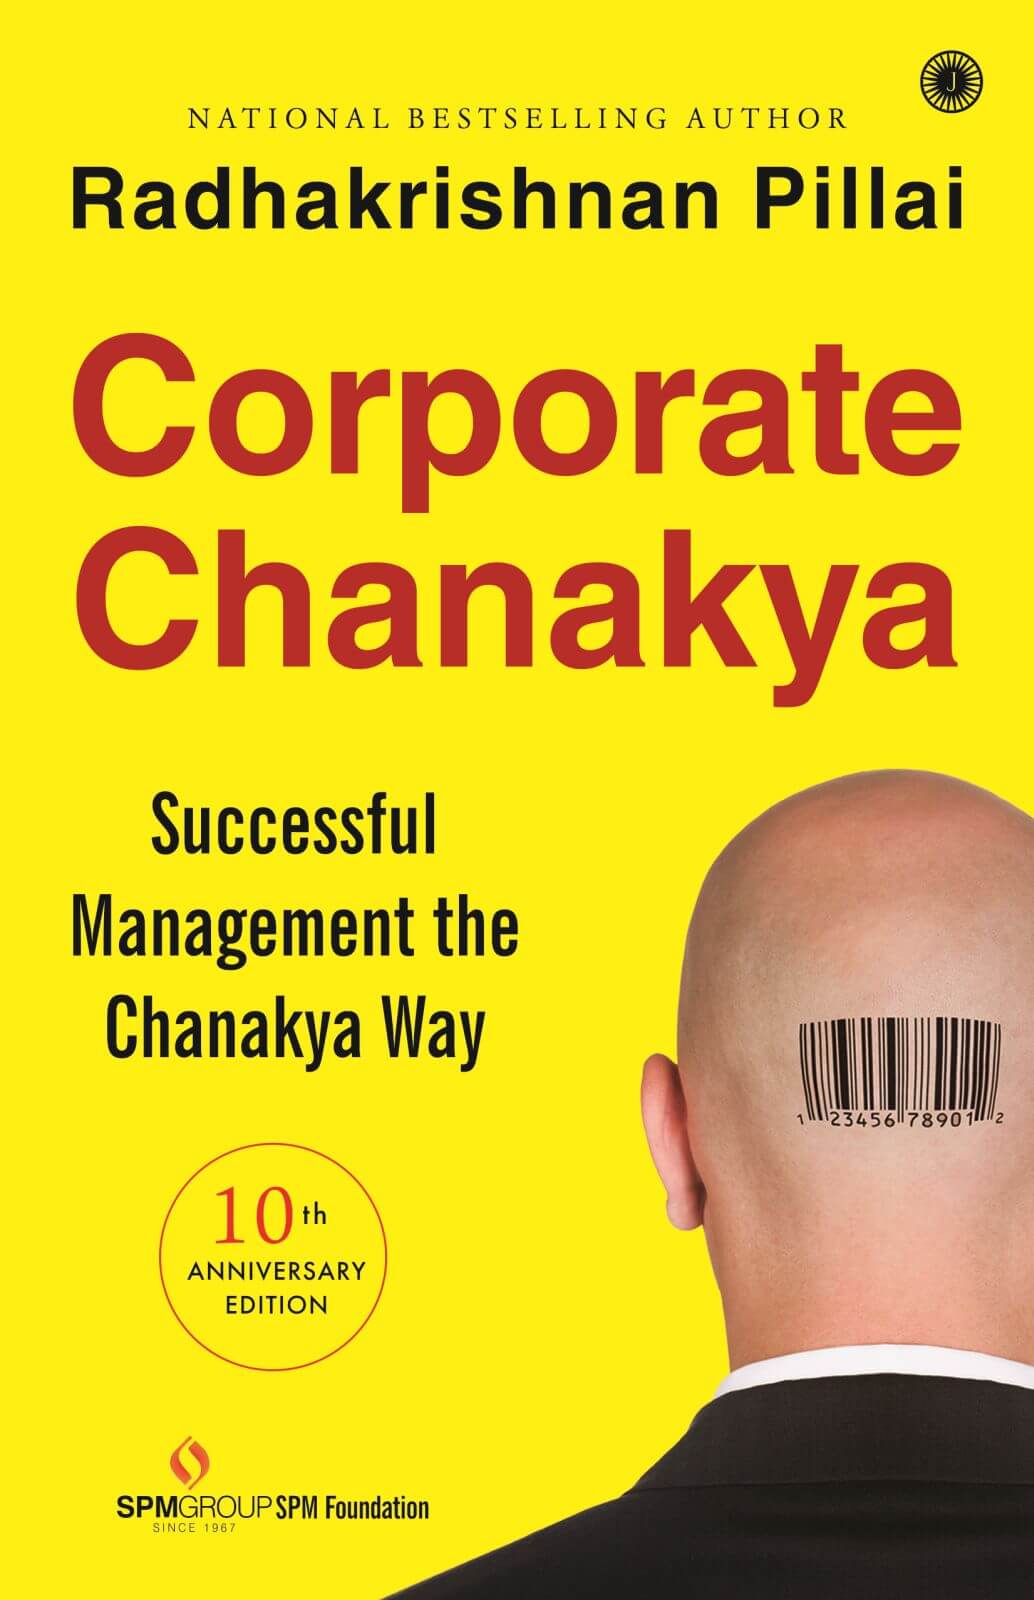 J
NATIONAL BESTSELLING AUTHOR
Radhakrishnan Pillai
Corporate
Chanakya
Successful
Management the
Chanakya Way
1 23456 78901 2
10th
ANNIVERSARY
EDITION
SPMGROUP SPM Foundation
SINCE 1967